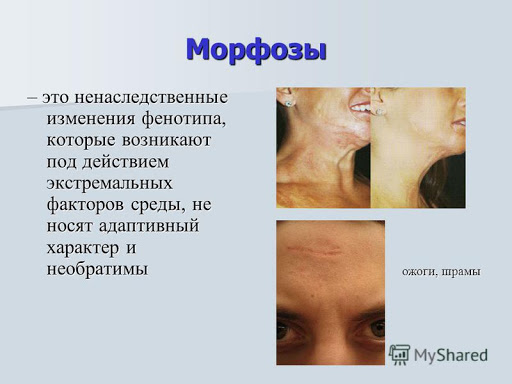 Морфозы
– это ненаследственные
изменения фенотипа,
которые возникают
под действием
экстремальных
факторов среды, не
носят адаптивный
характер и
необратимы
ожоги, шрамы
MyShared